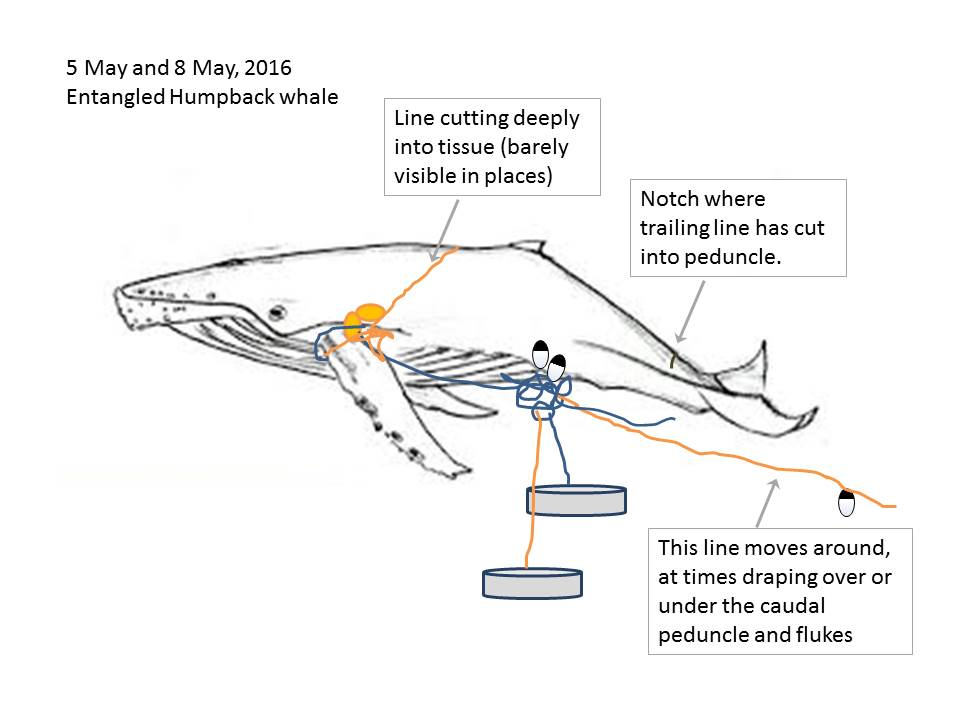 5 May and 8 May, 2016
Entangled Humpback whale
Line cutting deeply
into tissue (barely
visible in places)
Notch where
trailing line has cut
into peduncle.
This line moves around,
at times draping over or
under the caudal
peduncle and flukes